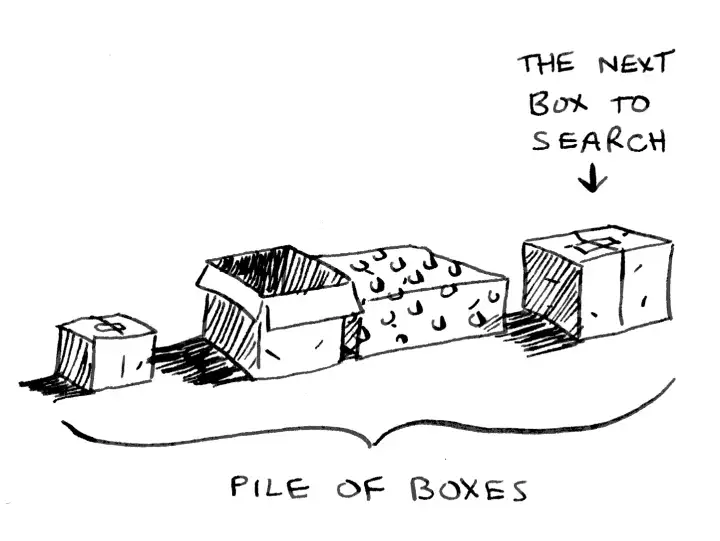 THE NEXT
BOX TO
SEARCH
PILE OF BOXES